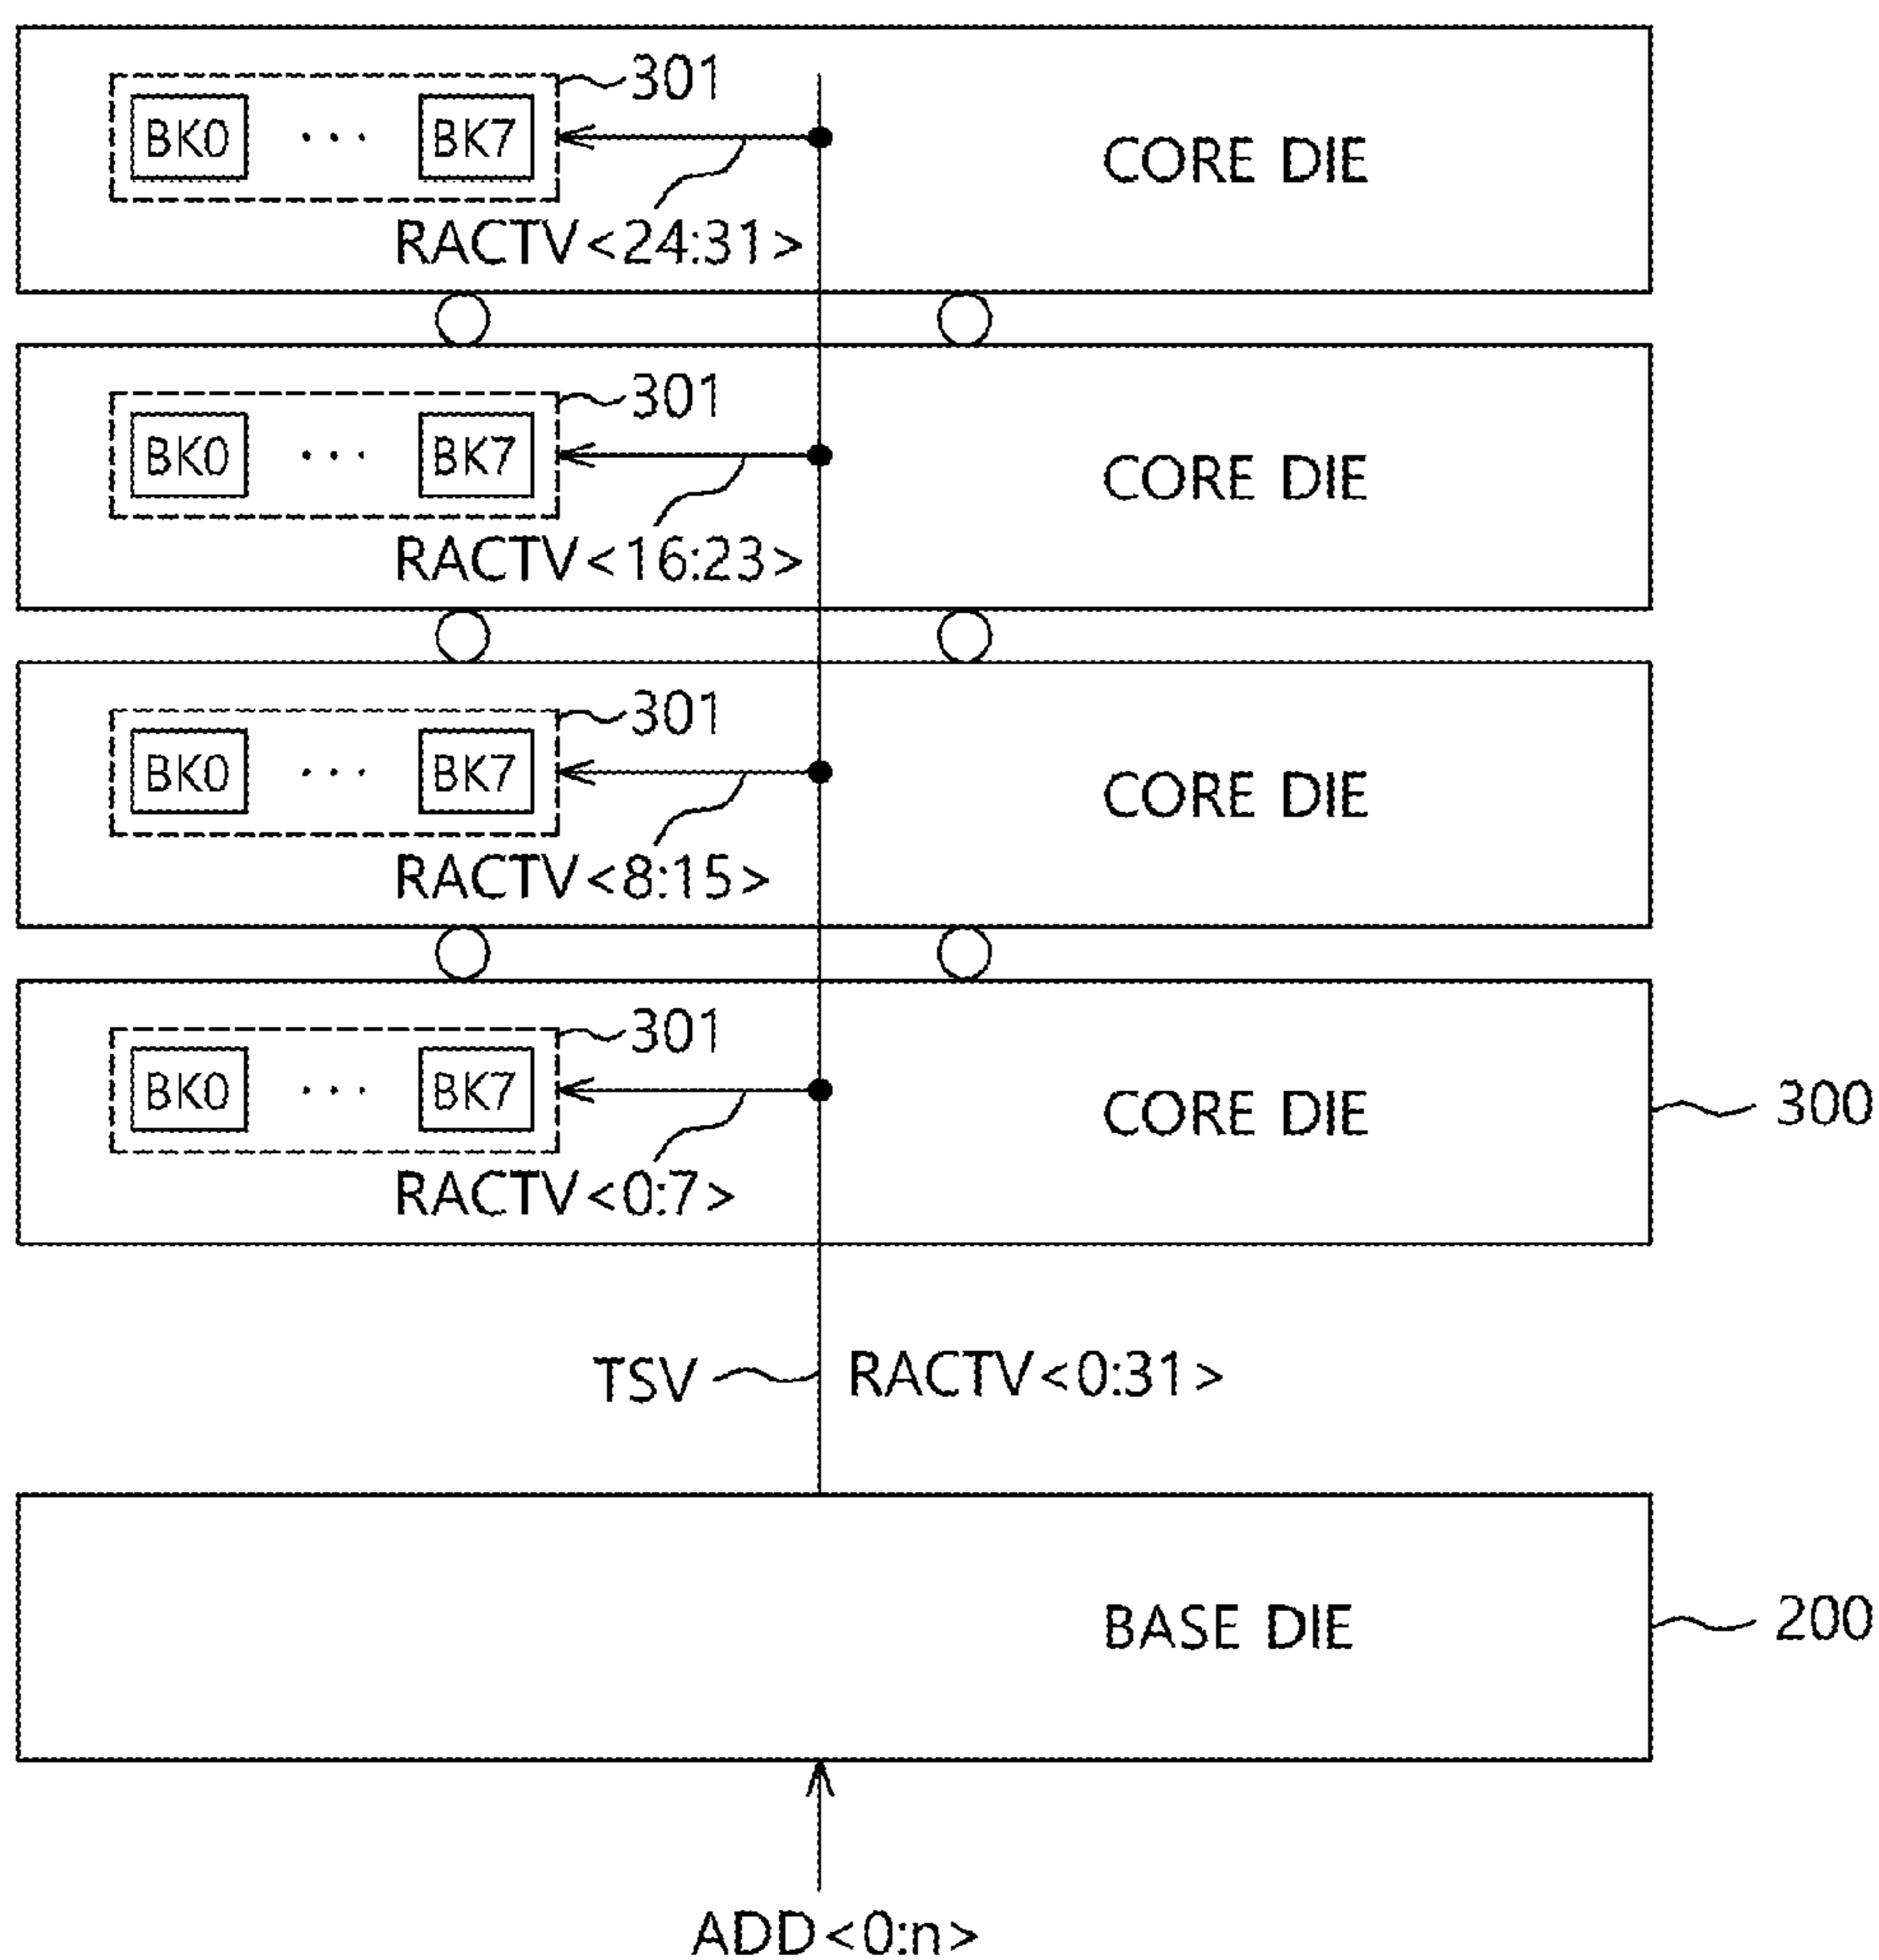 301
BK0 ... BK7
CORE DIE
RACTV<24:31>
301
BK0 ... BK7
CORE DIE
RACTV<16:23>
301
BK0 ... BK7
CORE DIE
RACTV<8:15>
301
BK0 ... BK7
CORE DIE
300
RACTV<0:7>
TSV RACTV<0:31>
BASE DIE
200
ADD<0:n>